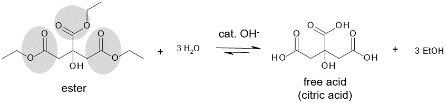 O
O
O
O
O
O
OH
ester
+
3 H₂O
cat. OH⁻
O
OH
O
O
HO
OH
OH
free acid
(citric acid)
+
3 EtOH